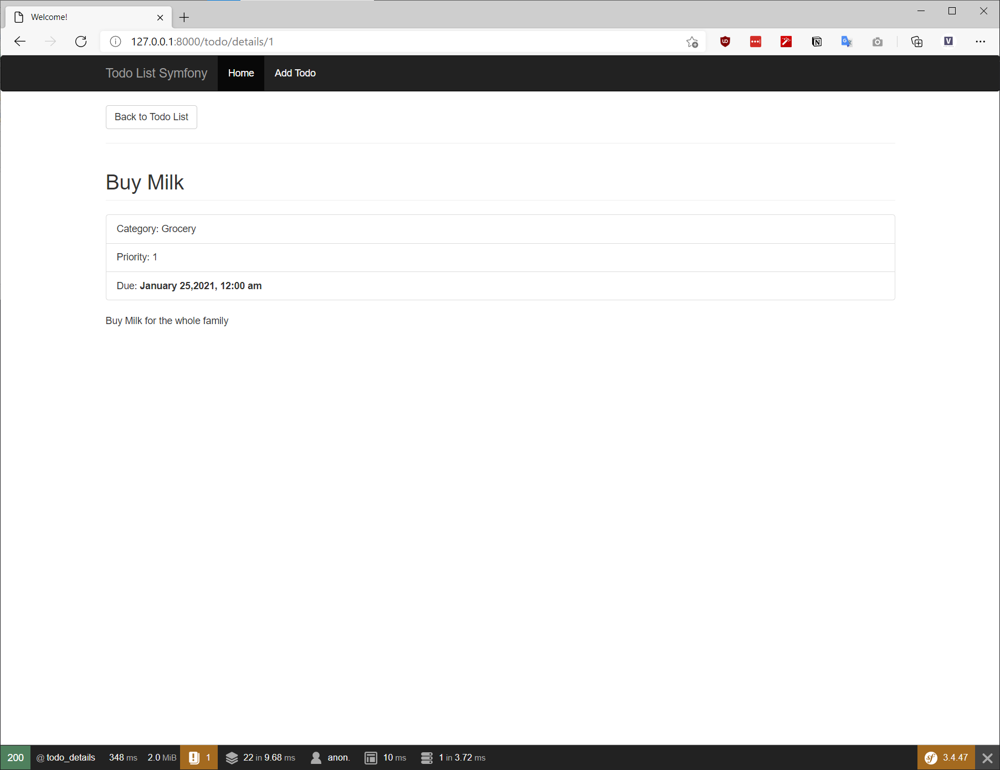 Welcome!
127.0.0.1:8000/todo/details/1
Todo List Symfony Home Add Todo
Back to Todo List
Buy Milk
Category: Grocery
Priority: 1
Due: January 25,2021, 12:00 am
Buy Milk for the whole family
200 @ todo_details 348 ms 2.0 MiB 1 22 in 9.68 ms anon. 10 ms 1 in 3.72 ms sf 3.4.47